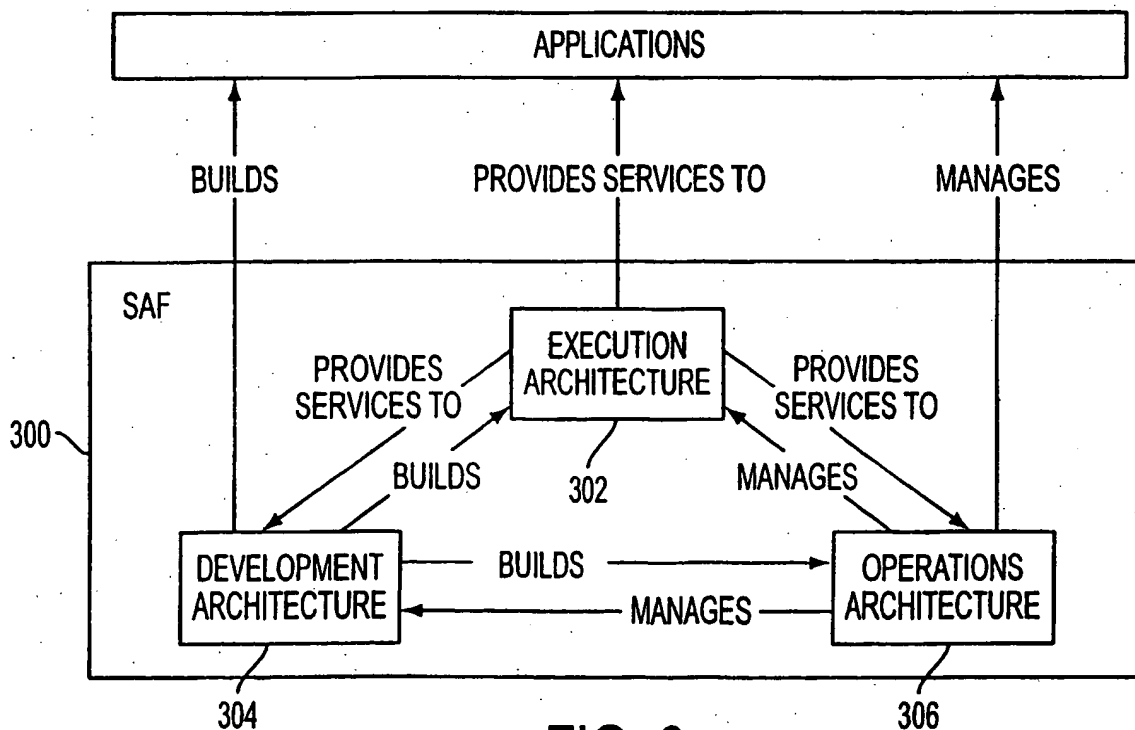 APPLICATIONS
BUILDS
PROVIDES SERVICES TO
MANAGES
SAF
EXECUTION
ARCHITECTURE
PROVIDES
SERVICES TO
PROVIDES
SERVICES TO
300
BUILDS
302
MANAGES
DEVELOPMENT
ARCHITECTURE
BUILDS
MANAGES
OPERATIONS
ARCHITECTURE
304
306